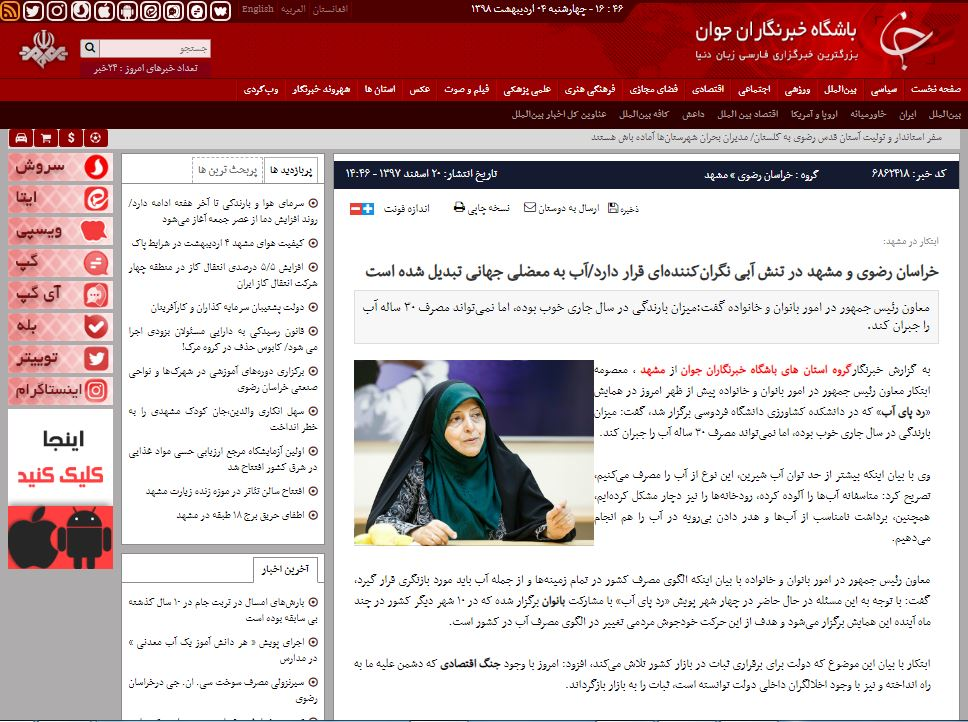 English العربیه افغانستان
۱۶ : ۴۶ - چهارشنبه ۰۴ اردیبهشت ۱۳۹۸
باشگاه خبرنگاران جوان
بزرگترین خبرگزاری فارسی زبان دنیا
جستجو
تعداد خبرهای امروز : ۲۴خبر
صفحه نخست سیاسی بین‌الملل ورزشی اجتماعی اقتصادی فضای مجازی فرهنگی هنری علمی پزشکی فیلم و صوت عکس استان ها شهروند خبرنگار وب‌گردی
بین‌الملل ایران خاورمیانه اروپا و آمریکا اقتصاد بین الملل داعش کافه بین‌الملل عناوین کل اخبار بین‌الملل
سفر استاندار و تولیت آستان قدس رضوی به گلستان/ مدیران بحران شهرستان‌ها آماده باش هستند
کد خبر: ۶۸۶۲۴۱۸
گروه : خراسان رضوی » مشهد
تاریخ انتشار: ۲۰ اسفند ۱۳۹۷ - ۱۴:۴۶
ذخیره ارسال به دوستان نسخه چاپی اندازه فونت
ابتکار در مشهد:
خراسان رضوی و مشهد در تنش آبی نگران‌کننده‌ای قرار دارد/آب به معضلی جهانی تبدیل شده است
معاون رئیس جمهور در امور بانوان و خانواده گفت:میزان بارندگی در سال جاری خوب بوده، اما نمی‌تواند مصرف ۳۰ ساله آب
را جبران کند.
به گزارش خبرنگارگروه استان های باشگاه خبرنگاران جوان از مشهد ، معصومه
ابتکار معاون رئیس جمهور در امور بانوان و خانواده پیش از ظهر امروز در همایش
«رد پای آب» که در دانشکده کشاورزی دانشگاه فردوسی برگزار شد، گفت: میزان
بارندگی در سال جاری خوب بوده، اما نمی‌تواند مصرف ۳۰ ساله آب را جبران کند.
وی با بیان اینکه بیشتر از حد توان آب شیرین، این نوع از آب را مصرف می‌کنیم،
تصریح کرد: متاسفانه آب‌ها را آلوده کرده، رودخانه‌ها را نیز دچار مشکل کرده‌ایم،
همچنین، برداشت نامناسب از آب‌ها و هدر دادن بی‌رویه در آب را هم انجام
می‌دهیم.
معاون رئیس جمهور در امور بانوان و خانواده با بیان اینکه الگوی مصرف کشور در تمام زمینه‌ها و از جمله آب باید مورد بازنگری قرار گیرد،
گفت: با توجه به این مسئله در حال حاضر در چهار شهر پویش «رد پای آب» با مشارکت بانوان برگزار شده که در ۱۰ شهر دیگر کشور در چند
ماه آینده این همایش برگزار می‌شود و هدف از این حرکت خودجوش مردمی تغییر در الگوی مصرف آب در کشور است.
ابتکار با بیان این موضوع که دولت برای برقراری ثبات در بازار کشور تلاش می‌کند، افزود: امروز با وجود جنگ اقتصادی که دشمن علیه ما به
راه انداخته و نیز با وجود اخلالگران داخلی دولت توانسته است، ثبات را به بازار بازگرداند.
پربازدید ها پربحث ترین ها
سرمای هوا و بارندگی تا آخر هفته ادامه دارد/
روند افزایش دما از عصر جمعه آغاز می‌شود
کیفیت هوای مشهد ۴ اردیبهشت در شرایط پاک
افزایش ۵/۵ درصدی انتقال گاز در منطقه چهار
شرکت انتقال گاز ایران
دولت پشتیبان سرمایه گذاران و کارآفرینان
قانون رسیدگی به دارایی مسئولان بزودی اجرا
می شود/ کابوس حذف در گروه مرگ!
برگزاری دوره‌های آموزشی در شهرک‌ها و نواحی
صنعتی خراسان رضوی
سهل انگاری والدین،جان کودک مشهدی را به
خطر انداخت
اولین آزمایشگاه مرجع ارزیابی حسی مواد غذایی
در شرق کشور افتتاح شد
افتتاح سالن تئاتر در موزه زنده زیارت مشهد
اطفای حریق برج ۱۸ طبقه در مشهد
آخرین اخبار
بارش‌های امسال در تربت جام در ۱۰ سال گذشته
بی سابقه بوده است
اجرای پویش « هر دانش آموز یک آب معدنی »
در مدارس
سیرنزولی مصرف سوخت سی. ان. جی درخراسان
رضوی
سروش
ایتا
ویسپی
گپ
آی گپ
بله
توییتر
اینستاگرام
اینجا
کلیک کنید